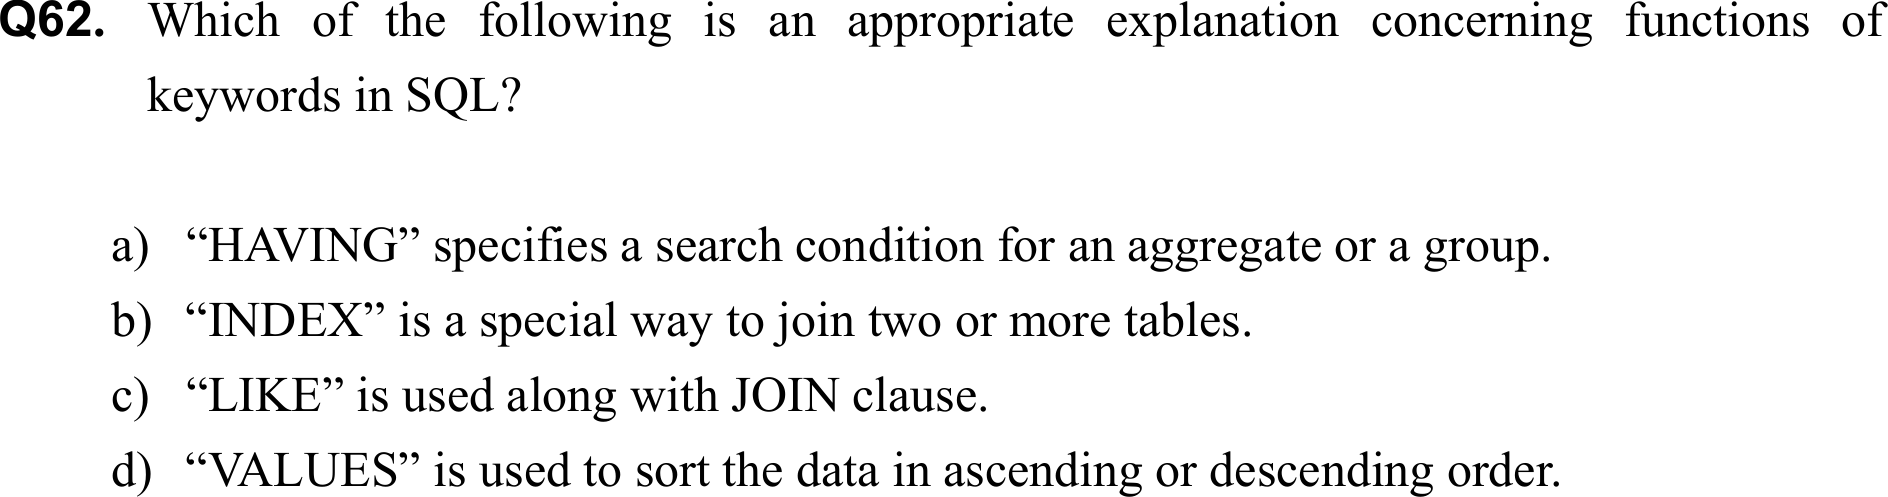 Q62. Which of the following is an appropriate explanation concerning functions of
keywords in SQL?
a) “HAVING” specifies a search condition for an aggregate or a group.
b) “INDEX” is a special way to join two or more tables.
c) “LIKE” is used along with JOIN clause.
d) “VALUES” is used to sort the data in ascending or descending order.